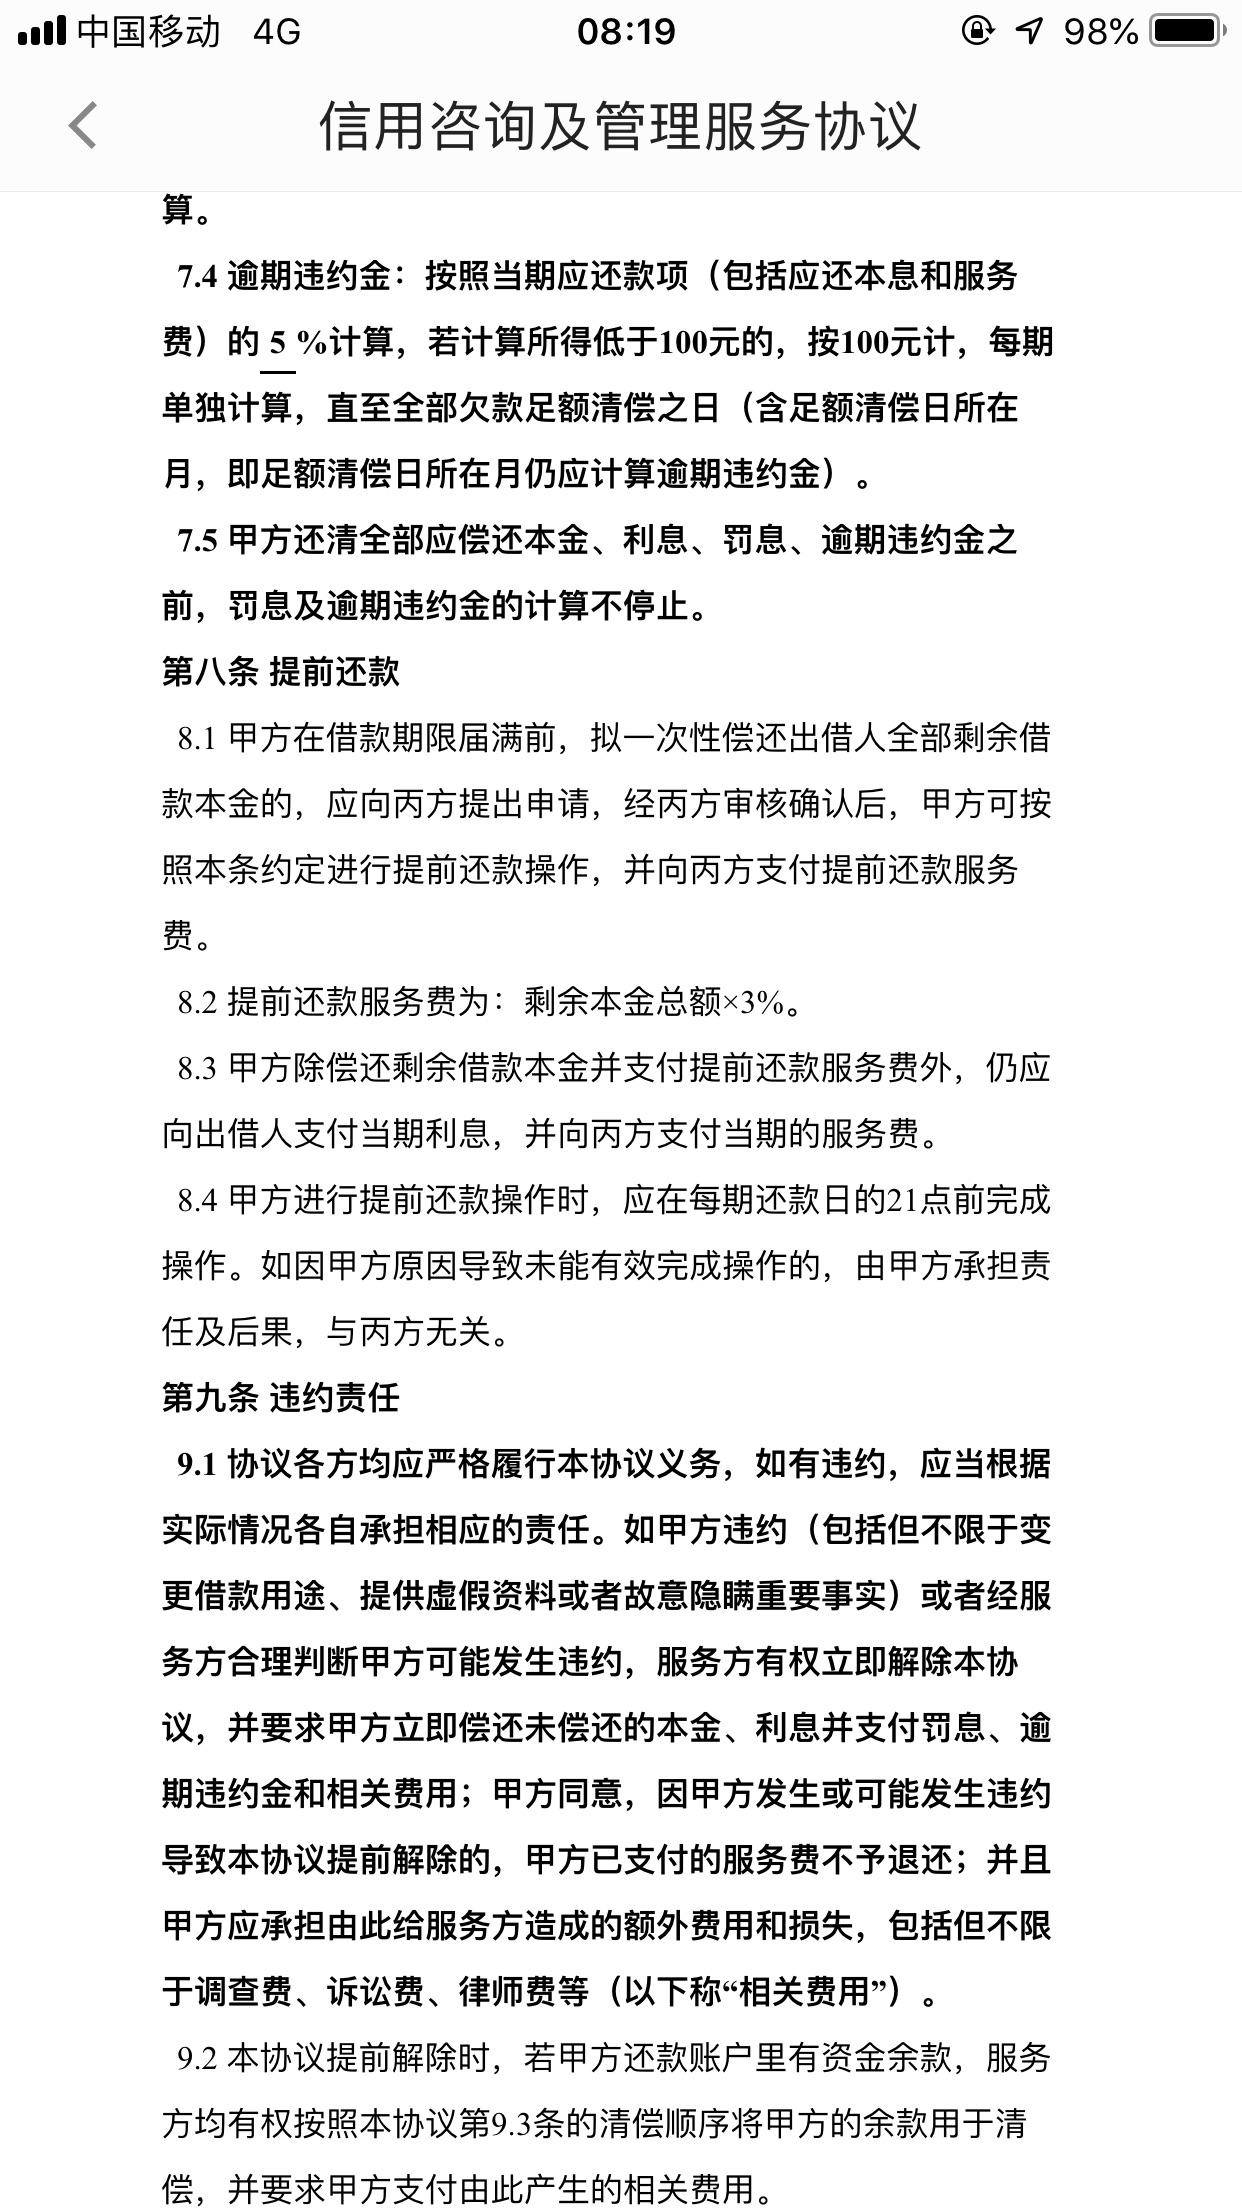 中国移动 4G 08:19 98%
信用咨询及管理服务协议
算。
7.4 逾期违约金：按照当期应还款项（包括应还本息和服务
费）的 5 %计算，若计算所得低于100元的，按100元计，每期
单独计算，直至全部欠款足额清偿之日（含足额清偿日所在
月，即足额清偿日所在月仍应计算逾期违约金）。
7.5 甲方还清全部应偿还本金、利息、罚息、逾期违约金之
前，罚息及逾期违约金的计算不停止。
第八条 提前还款
8.1 甲方在借款期限届满前，拟一次性偿还出借人全部剩余借
款本金的，应向丙方提出申请，经丙方审核确认后，甲方可按
照本条约定进行提前还款操作，并向丙方支付提前还款服务
费。
8.2 提前还款服务费为：剩余本金总额×3%。
8.3 甲方除偿还剩余借款本金并支付提前还款服务费外，仍应
向出借人支付当期利息，并向丙方支付当期的服务费。
8.4 甲方进行提前还款操作时，应在每期还款日的21点前完成
操作。如因甲方原因导致未能有效完成操作的，由甲方承担责
任及后果，与丙方无关。
第九条 违约责任
9.1 协议各方均应严格履行本协议义务，如有违约，应当根据
实际情况各自承担相应的责任。如甲方违约（包括但不限于变
更借款用途、提供虚假资料或者故意隐瞒重要事实）或者经服
务方合理判断甲方可能发生违约，服务方有权立即解除本协
议，并要求甲方立即偿还未偿还的本金、利息并支付罚息、逾
期违约金和相关费用；甲方同意，因甲方发生或可能发生违约
导致本协议提前解除的，甲方已支付的服务费不予退还；并且
甲方应承担由此给服务方造成的额外费用和损失，包括但不限
于调查费、诉讼费、律师费等（以下称“相关费用”）。
9.2 本协议提前解除时，若甲方还款账户里有资金余款，服务
方均有权按照本协议第9.3条的清偿顺序将甲方的余款用于清
偿，并要求甲方支付由此产生的相关费用。